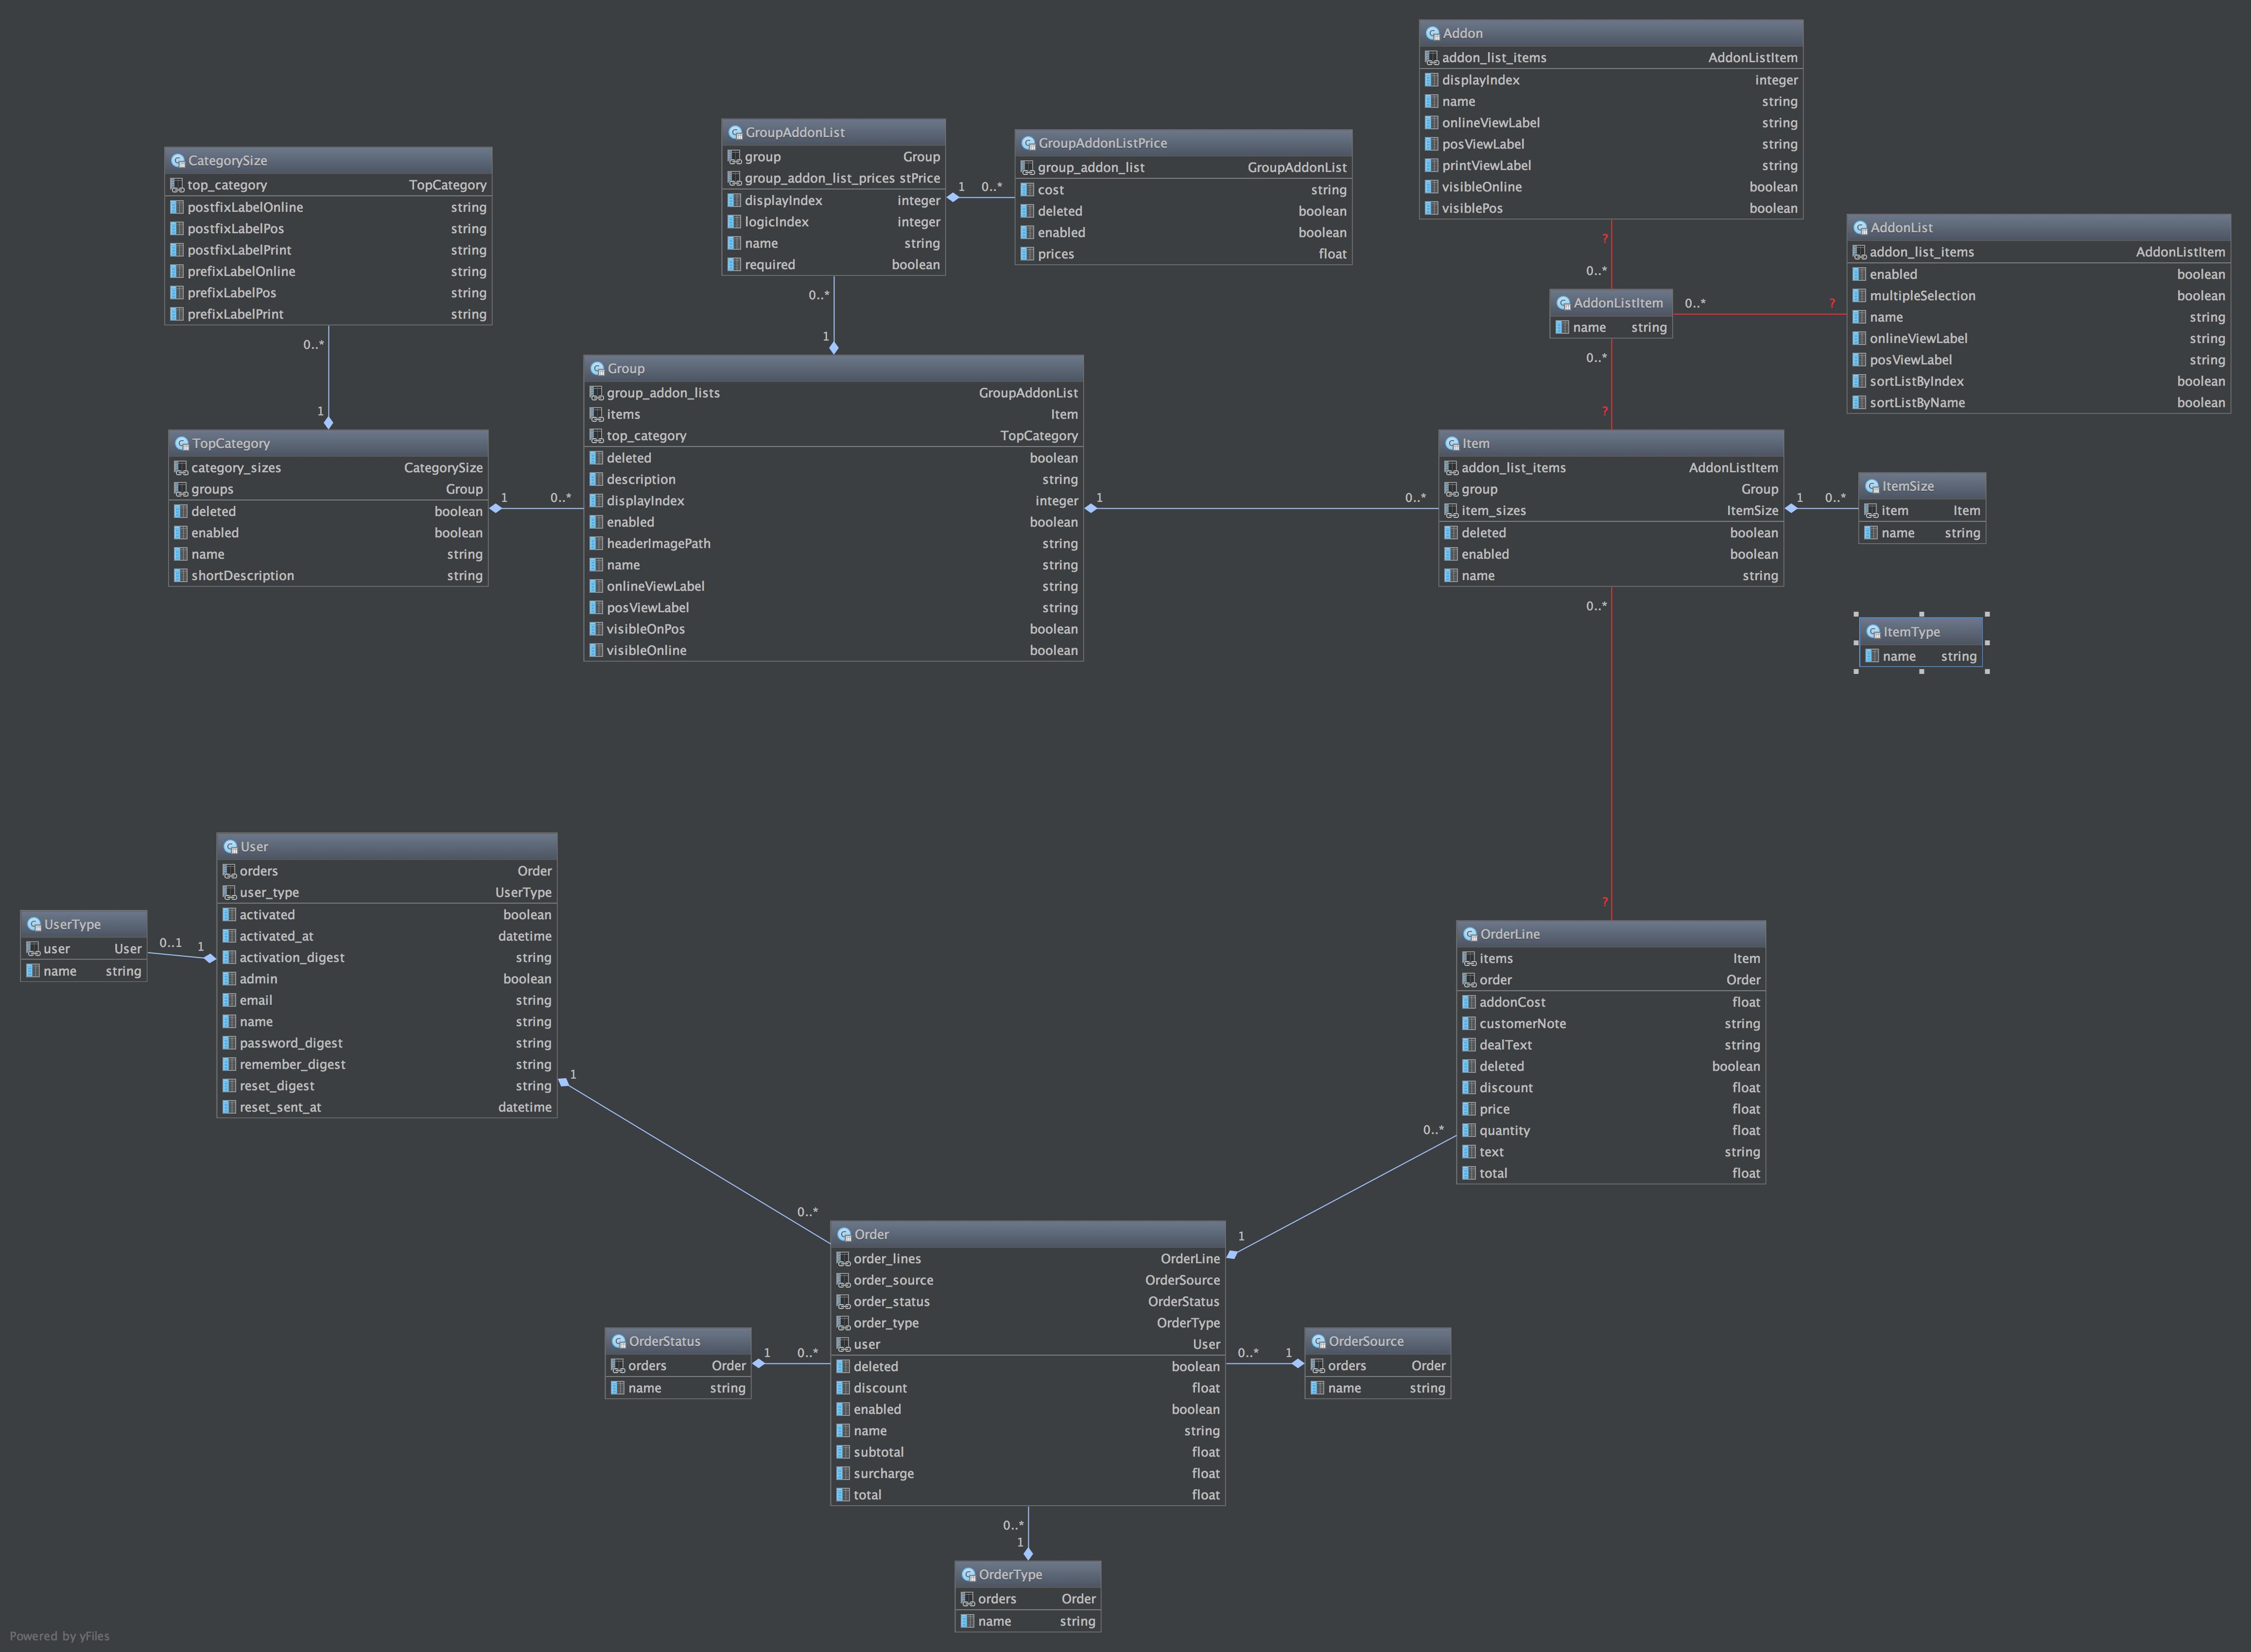 Addon
addon_list_items AddonListItem
displayIndex integer
name string
onlineViewLabel string
posViewLabel string
printViewLabel string
visibleOnline boolean
visiblePos boolean
?
0..*
GroupAddonList
group Group
group_addon_list_prices stPrice
displayIndex integer
logicIndex integer
name string
required boolean
1 0..*
GroupAddonListPrice
group_addon_list GroupAddonList
cost string
deleted boolean
enabled boolean
prices float
CategorySize
top_category TopCategory
postfixLabelOnline string
postfixLabelPos string
postfixLabelPrint string
prefixLabelOnline string
prefixLabelPos string
prefixLabelPrint string
0..*
1
AddonList
addon_list_items AddonListItem
enabled boolean
multipleSelection boolean
name string
onlineViewLabel string
posViewLabel string
sortListByIndex boolean
sortListByName boolean
AddonListItem
name string
0..* ?
0..*
?
0..*
1
Group
group_addon_lists GroupAddonList
items Item
top_category TopCategory
deleted boolean
description string
displayIndex integer
enabled boolean
headerImagePath string
name string
onlineViewLabel string
posViewLabel string
visibleOnPos boolean
visibleOnline boolean
TopCategory
category_sizes CategorySize
groups Group
deleted boolean
enabled boolean
name string
shortDescription string
1 0..*
1 0..*
Item
addon_list_items AddonListItem
group Group
item_sizes ItemSize
deleted boolean
enabled boolean
name string
1 0..*
ItemSize
item Item
name string
ItemType
name string
0..*
?
User
orders Order
user_type UserType
activated boolean
activated_at datetime
activation_digest string
admin boolean
email string
name string
password_digest string
remember_digest string
reset_digest string
reset_sent_at datetime
UserType
user User
name string
0..1 1
1
0..*
OrderLine
items Item
order Order
addonCost float
customerNote string
dealText string
deleted boolean
discount float
price float
quantity float
text string
total float
0..*
1
Order
order_lines OrderLine
order_source OrderSource
order_status OrderStatus
order_type OrderType
user User
deleted boolean
discount float
enabled boolean
name string
subtotal float
surcharge float
total float
OrderStatus
orders Order
name string
1 0..*
0..* 1
OrderSource
orders Order
name string
0..*
1
OrderType
orders Order
name string
Powered by yFiles